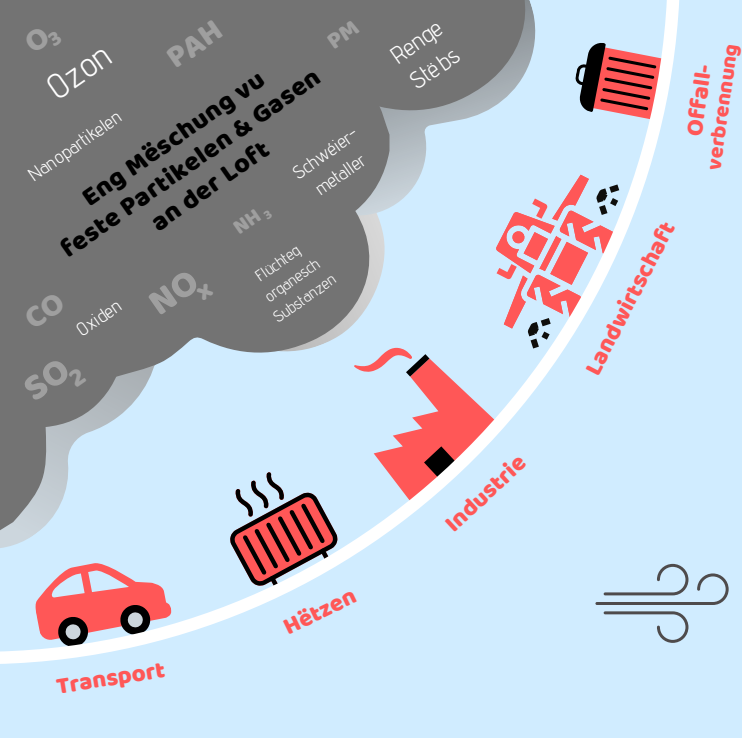 O₃
Ozon
PAH
PM
Renge
Stëbs
Nanopartikelen
Eng Mëschung vu
feste Partikelen & Gasen
an der Loft
Schwéier-
metaller
NH₃
CO
Oxiden
NOₓ
Flüchteg
organesch
Substanzen
SO₂
Offall-
verbrennung
Landwirtschaft
Industrie
Hëtzen
Transport